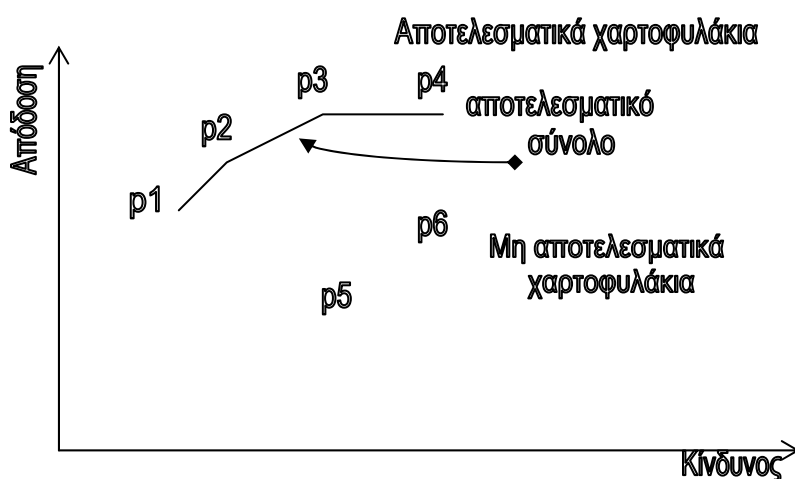 Αποτελεσματικά χαρτοφυλάκια
p3
p4
αποτελεσματικό
σύνολο
p2
Απόδοση
p1
p6
Μη αποτελεσματικά
χαρτοφυλάκια
p5
Κίνδυνος